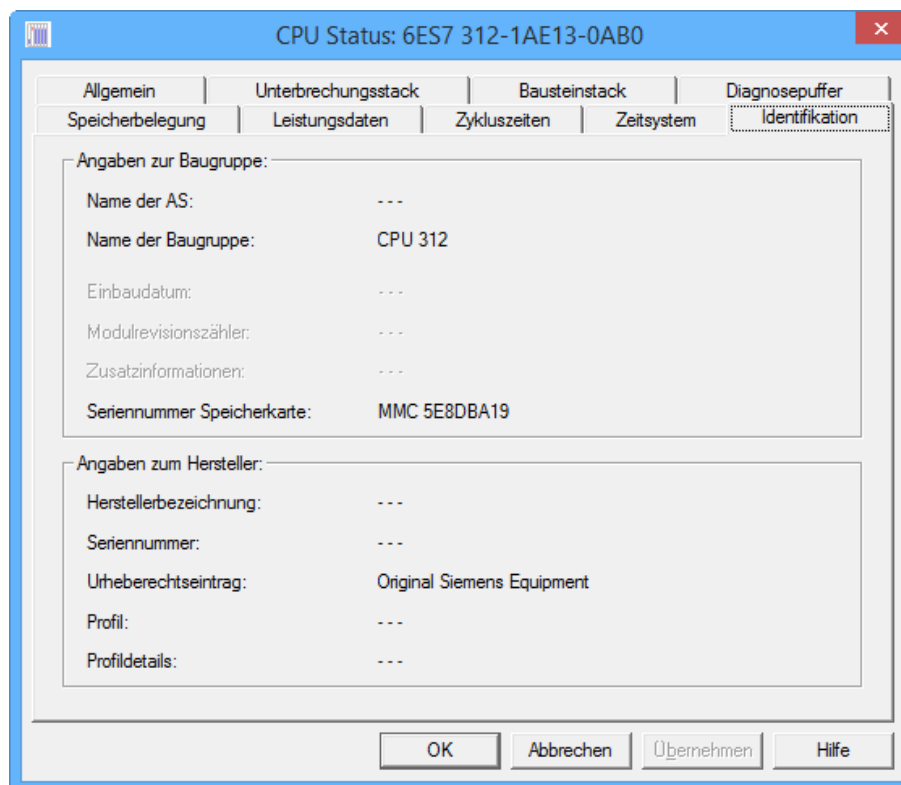 CPU Status: 6ES7 312-1AE13-0AB0
Allgemein Unterbrechungsstack Bausteinstack Diagnosepuffer
Speicherbelegung Leistungsdaten Zykluszeiten Zeitsystem Identifikation
Angaben zur Baugruppe:
Name der AS: - - -
Name der Baugruppe: CPU 312
Einbaudatum: - - -
Modulrevisionszähler: - - -
Zusatzinformationen: - - -
Seriennummer Speicherkarte: MMC 5E8DBA19
Angaben zum Hersteller:
Herstellerbezeichnung: - - -
Seriennummer: - - -
Urheberechtseintrag: Original Siemens Equipment
Profil: - - -
Profildetails: - - -
OK Abbrechen Übernehmen Hilfe